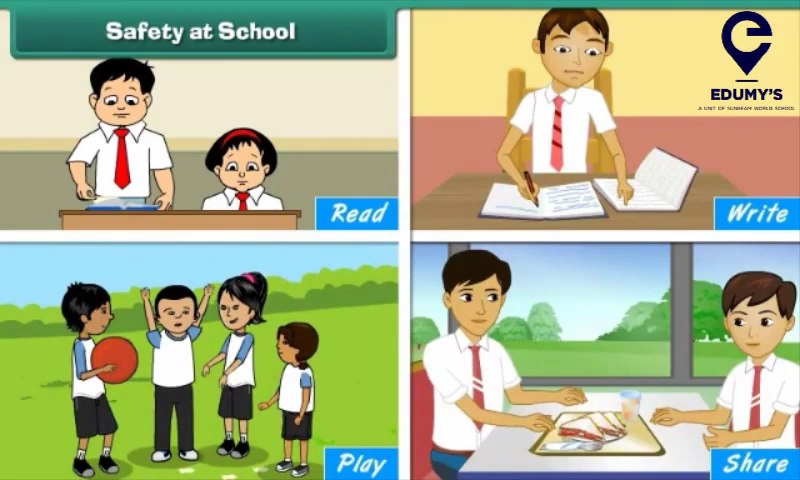 Safety at School
EDUMY'S
A UNIT OF SUNBEAM WORLD SCHOOL
Read
Write
Play
Share